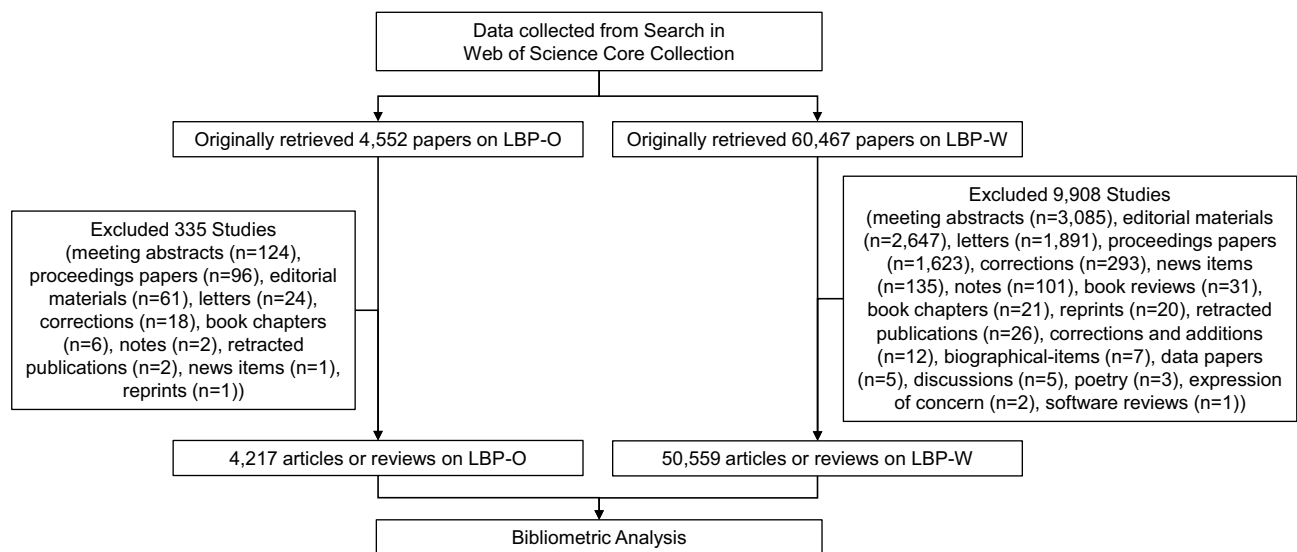 Data collected from Search in
Web of Science Core Collection
Originally retrieved 4,552 papers on LBP-O
Originally retrieved 60,467 papers on LBP-W
Excluded 335 Studies
(meeting abstracts (n=124),
proceedings papers (n=96), editorial
materials (n=61), letters (n=24),
corrections (n=18), book chapters
(n=6), notes (n=2), retracted
publications (n=2), news items (n=1),
reprints (n=1))
Excluded 9,908 Studies
(meeting abstracts (n=3,085), editorial materials
(n=2,647), letters (n=1,891), proceedings papers
(n=1,623), corrections (n=293), news items
(n=135), notes (n=101), book reviews (n=31),
book chapters (n=21), reprints (n=20), retracted
publications (n=26), corrections and additions
(n=12), biographical-items (n=7), data papers
(n=5), discussions (n=5), poetry (n=3), expression
of concern (n=2), software reviews (n=1))
4,217 articles or reviews on LBP-O
50,559 articles or reviews on LBP-W
Bibliometric Analysis